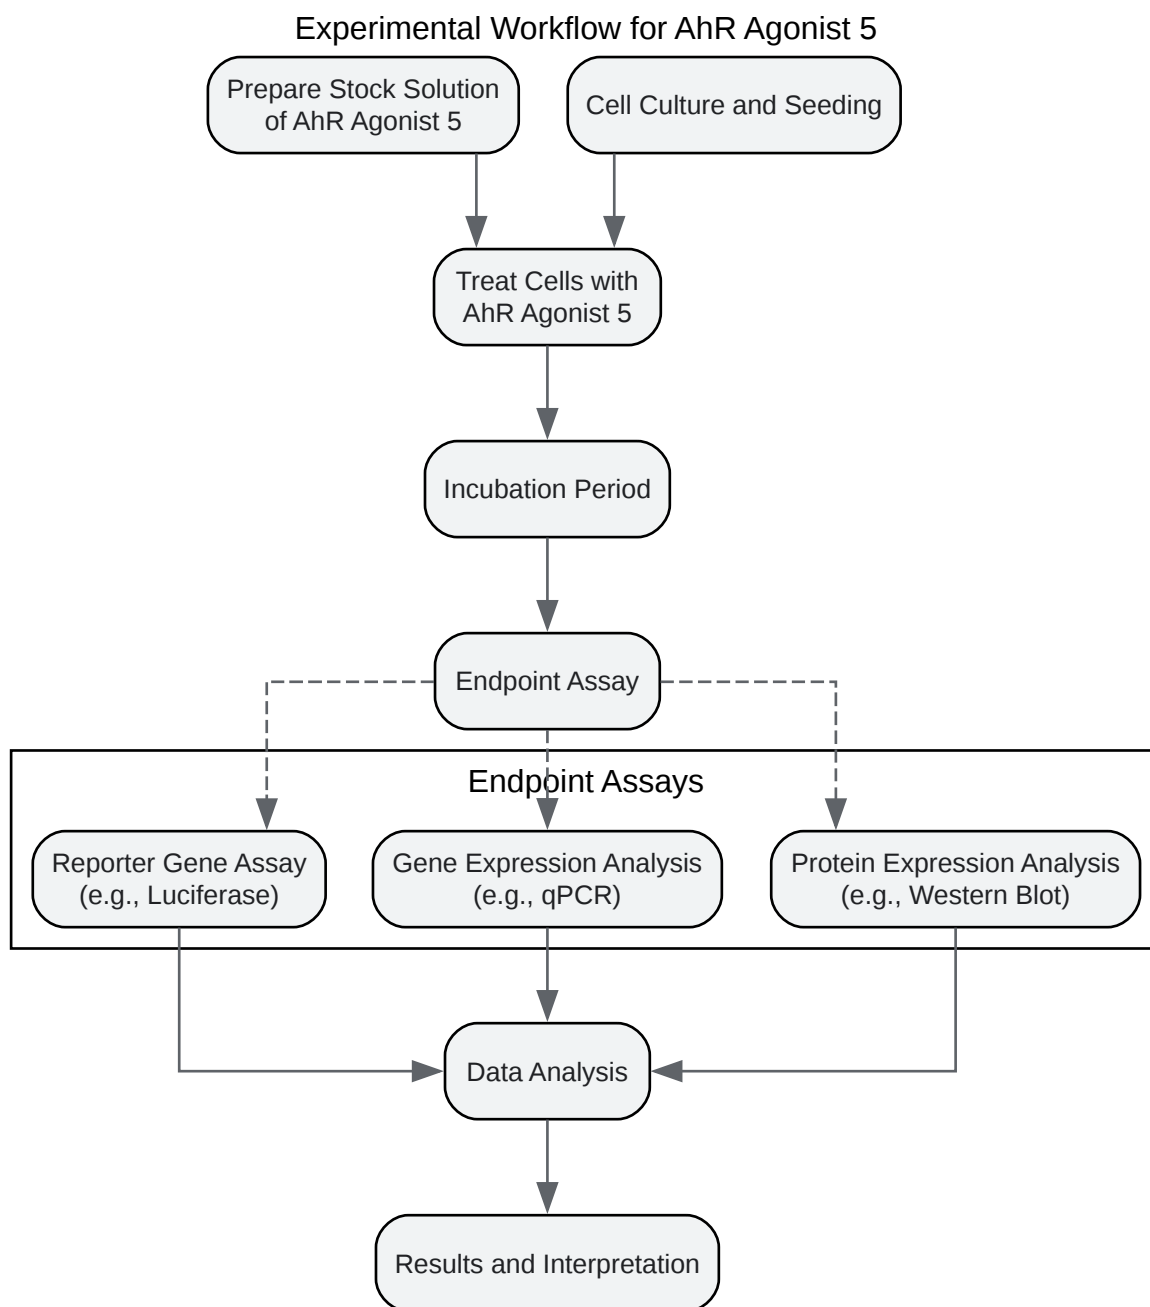 Experimental Workflow for AhR Agonist 5
Prepare Stock Solution
of AhR Agonist 5
Cell Culture and Seeding
Treat Cells with
AhR Agonist 5
Incubation Period
Endpoint Assay
Endpoint Assays
Reporter Gene Assay
(e.g., Luciferase)
Gene Expression Analysis
(e.g., qPCR)
Protein Expression Analysis
(e.g., Western Blot)
Data Analysis
Results and Interpretation